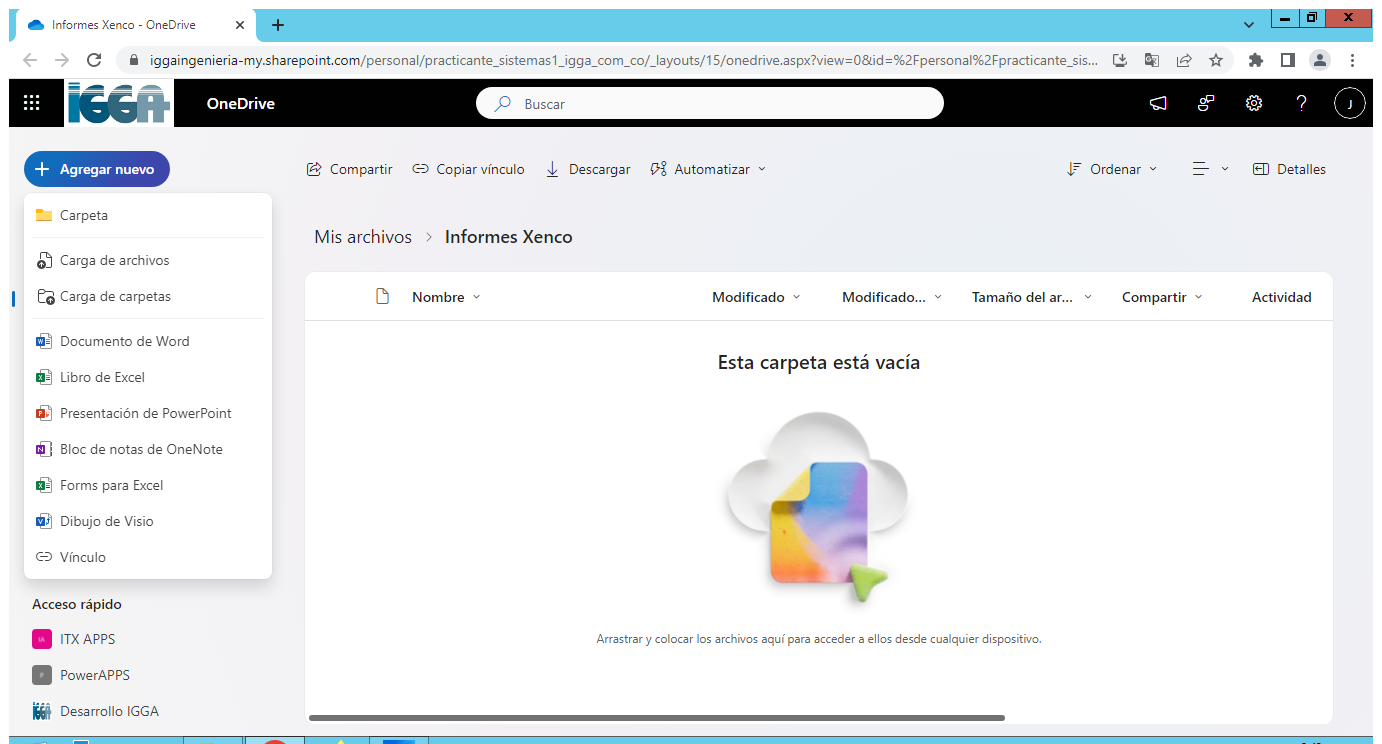 Informes Xenco - OneDrive
iggaingenieria-my.sharepoint.com/personal/practicante_sistemas1_igga_com_co/_layouts/15/onedrive.aspx?view=0&id=%2Fpersonal%2Fpracticante_sis...
IGGA OneDrive Buscar J
Agregar nuevo Compartir Copiar vínculo Descargar Automatizar Ordenar Detalles
Carpeta
Carga de archivos
Carga de carpetas
Documento de Word
Libro de Excel
Presentación de PowerPoint
Bloc de notas de OneNote
Forms para Excel
Dibujo de Visio
Vínculo
Acceso rápido
ITX APPS
PowerAPPS
Desarrollo IGGA
Mis archivos > Informes Xenco
Nombre Modificado Modificado... Tamaño del ar... Compartir Actividad
Esta carpeta está vacía
Arrastrar y colocar los archivos aquí para acceder a ellos desde cualquier dispositivo.